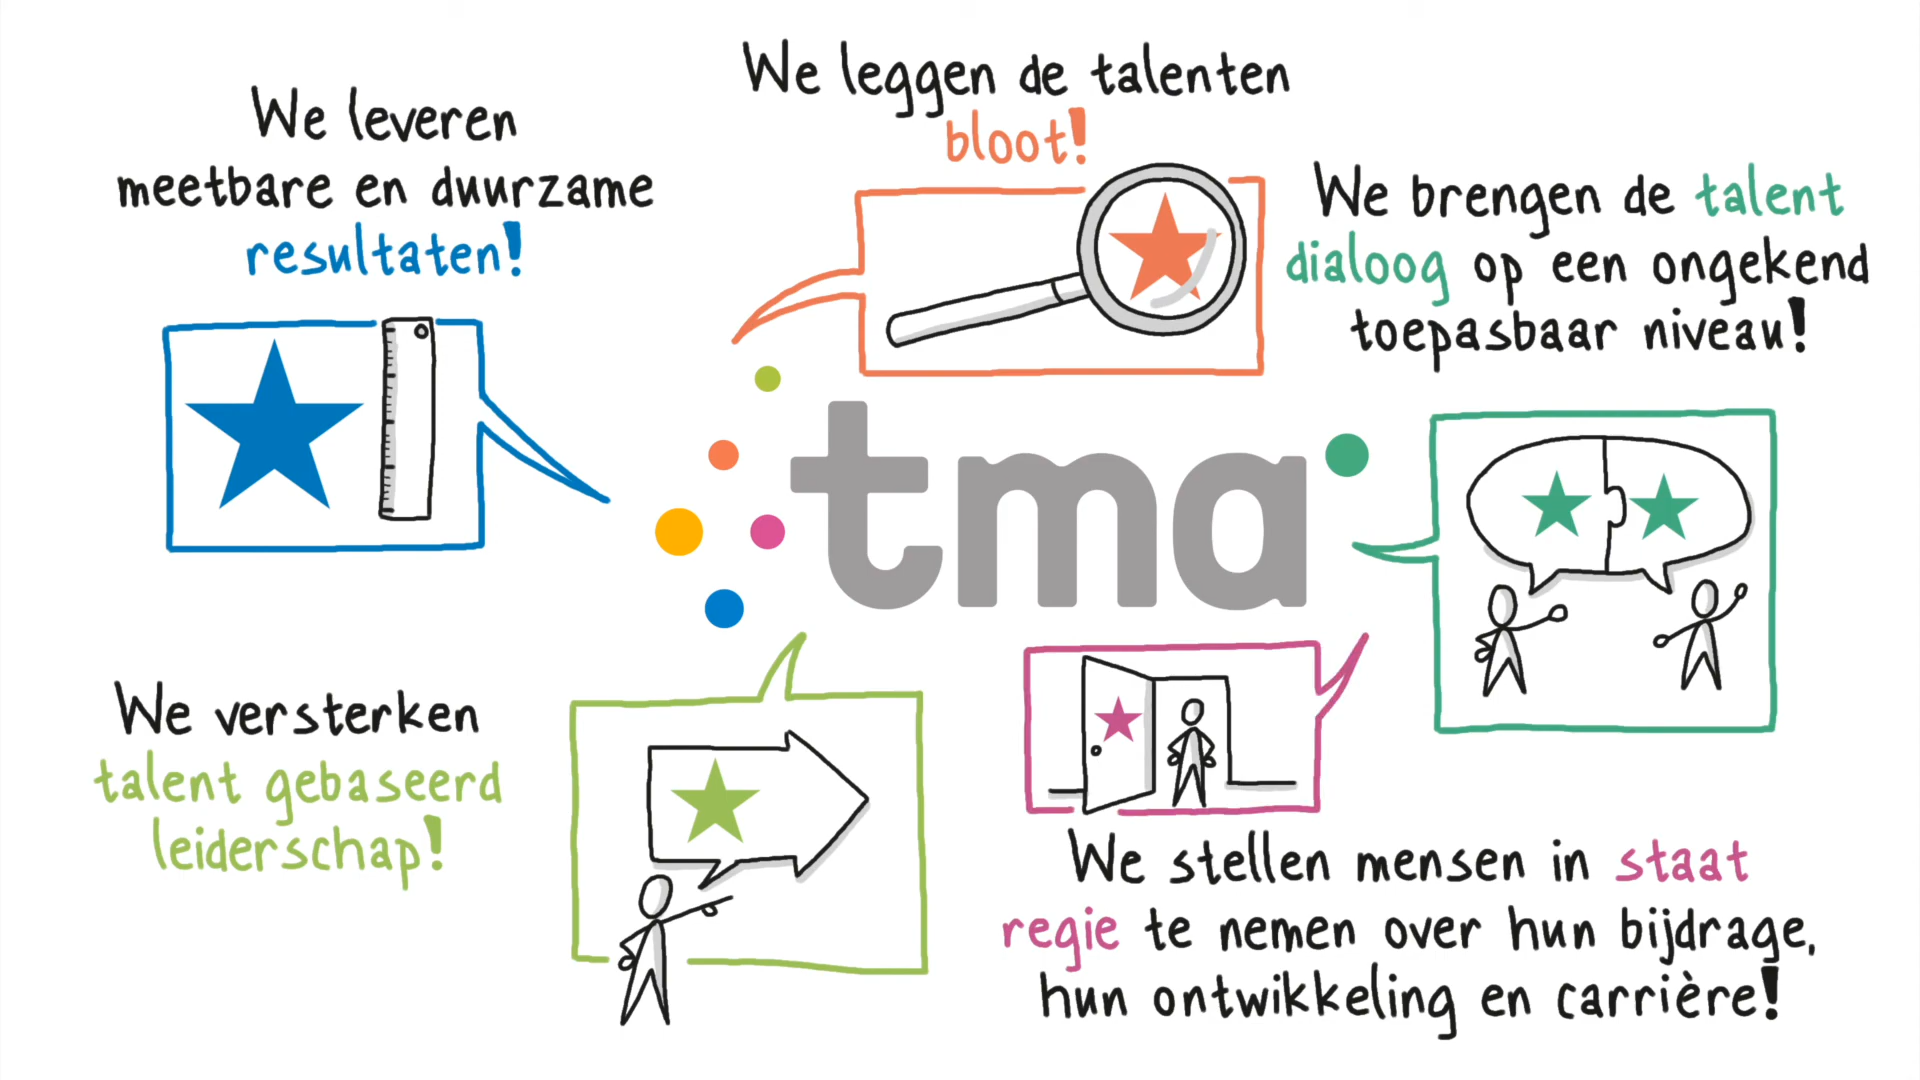 We leggen de talenten
bloot!
We leveren
meetbare en duurzame
resultaten!
We brengen de talent
dialoog op een ongekend
toepasbaar niveau!
tma
We versterken
talent gebaseerd
leiderschap!
We stellen mensen in staat
regie te nemen over hun bijdrage,
hun ontwikkeling en carrière!